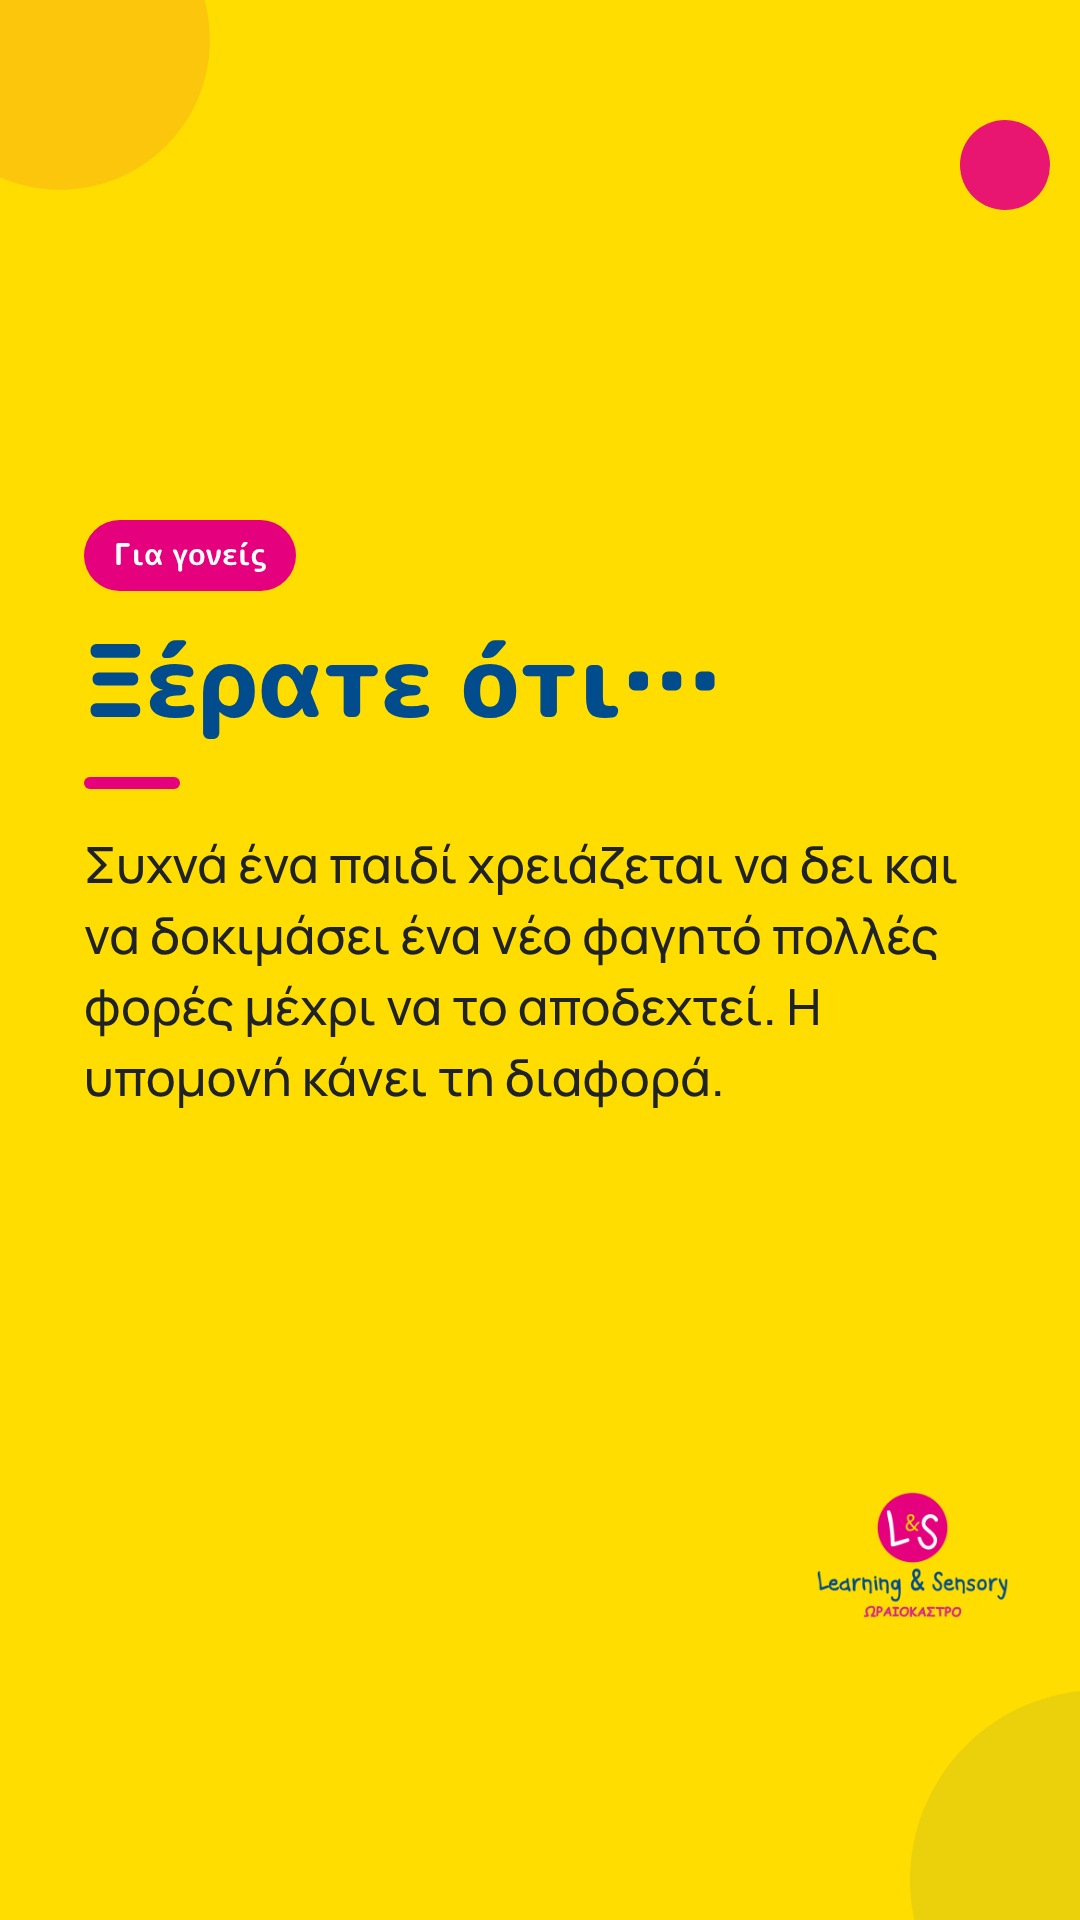 Για γονείς
Ξέρατε ότι…
Συχνά ένα παιδί χρειάζεται να δει και
να δοκιμάσει ένα νέο φαγητό πολλές
φορές μέχρι να το αποδεχτεί. Η
υπομονή κάνει τη διαφορά.
L&S
Learning & Sensory
ΩΡΑΙΟΚΑΣΤΡΟ